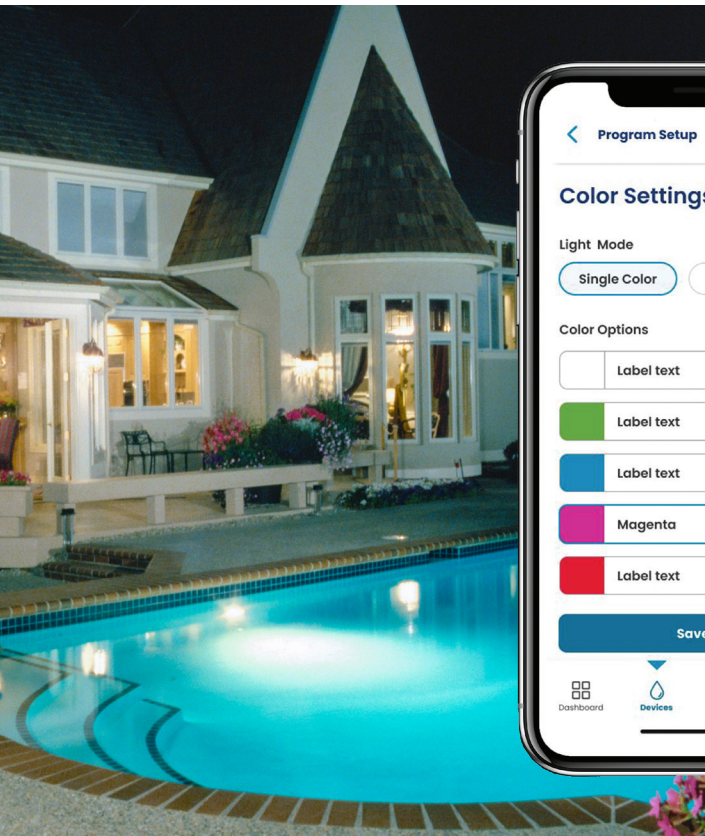 Program Setup
Color Settings
Light Mode
Single Color
Color Options
Label text
Label text
Label text
Magenta
Label text
Save
Dashboard
Devices